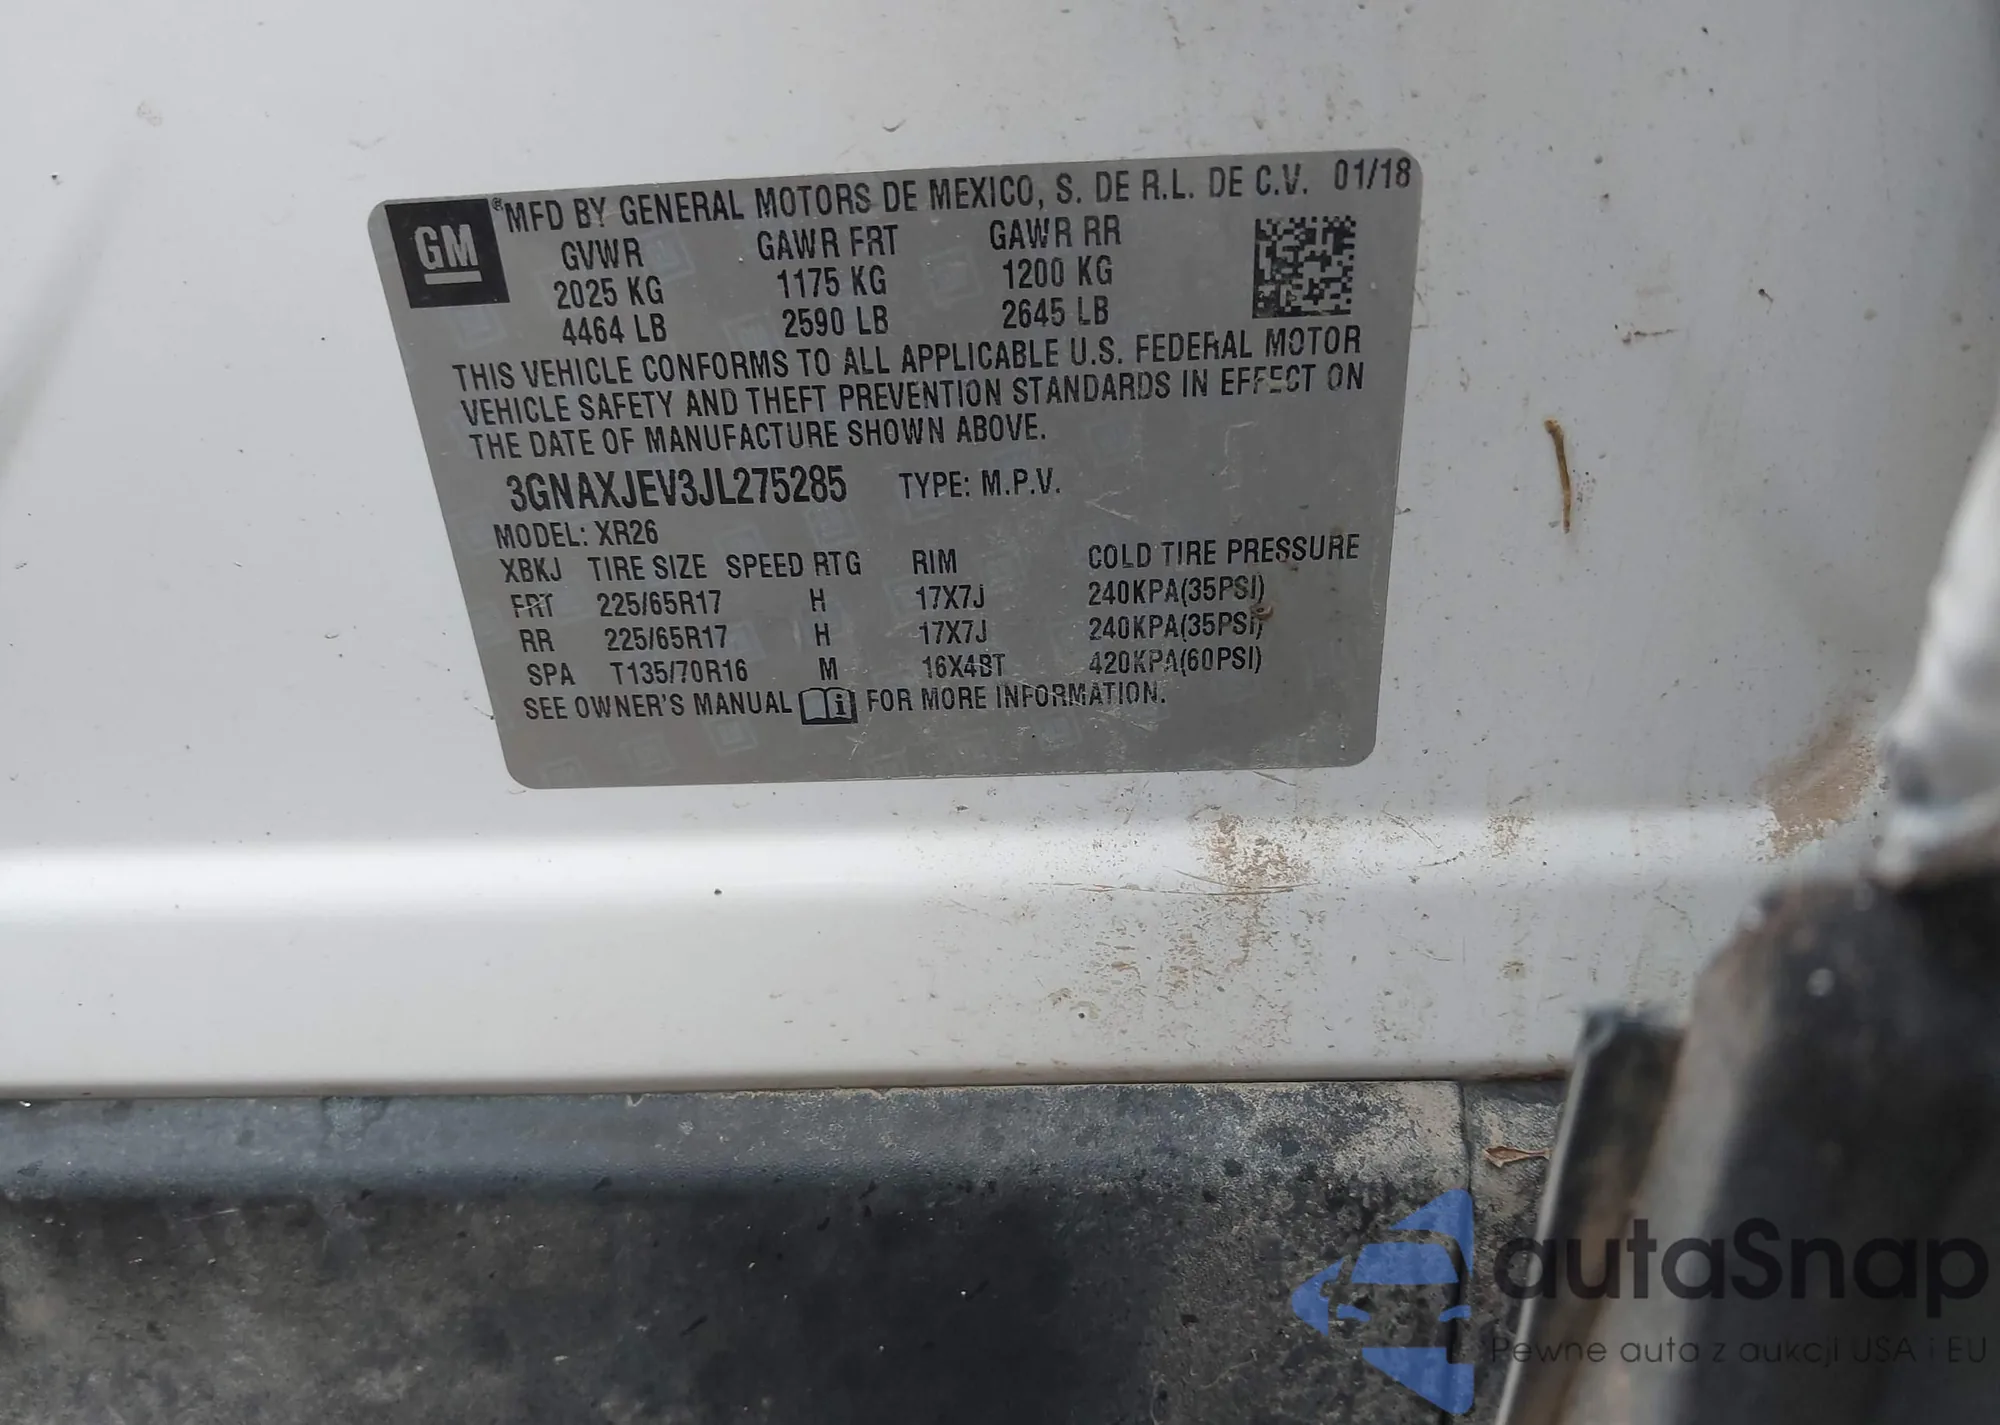 GM ® MFD BY GENERAL MOTORS DE MEXICO, S. DE R.L. DE C.V. 01/18
GVWR GAWR FRT GAWR RR
2025 KG 1175 KG 1200 KG
4464 LB 2590 LB 2645 LB
THIS VEHICLE CONFORMS TO ALL APPLICABLE U.S. FEDERAL MOTOR
VEHICLE SAFETY AND THEFT PREVENTION STANDARDS IN EFFECT ON
THE DATE OF MANUFACTURE SHOWN ABOVE.
3GNAXJEV3JL275285 TYPE: M.P.V.
MODEL: XR26
XBKJ TIRE SIZE SPEED RTG RIM COLD TIRE PRESSURE
FRT 225/65R17 H 17X7J 240KPA(35PSI)
RR 225/65R17 H 17X7J 240KPA(35PSI)
SPA T135/70R16 M 16X4BT 420KPA(60PSI)
SEE OWNER'S MANUAL i FOR MORE INFORMATION.
autaSnap
Pewne auta z aukcji USA i EU